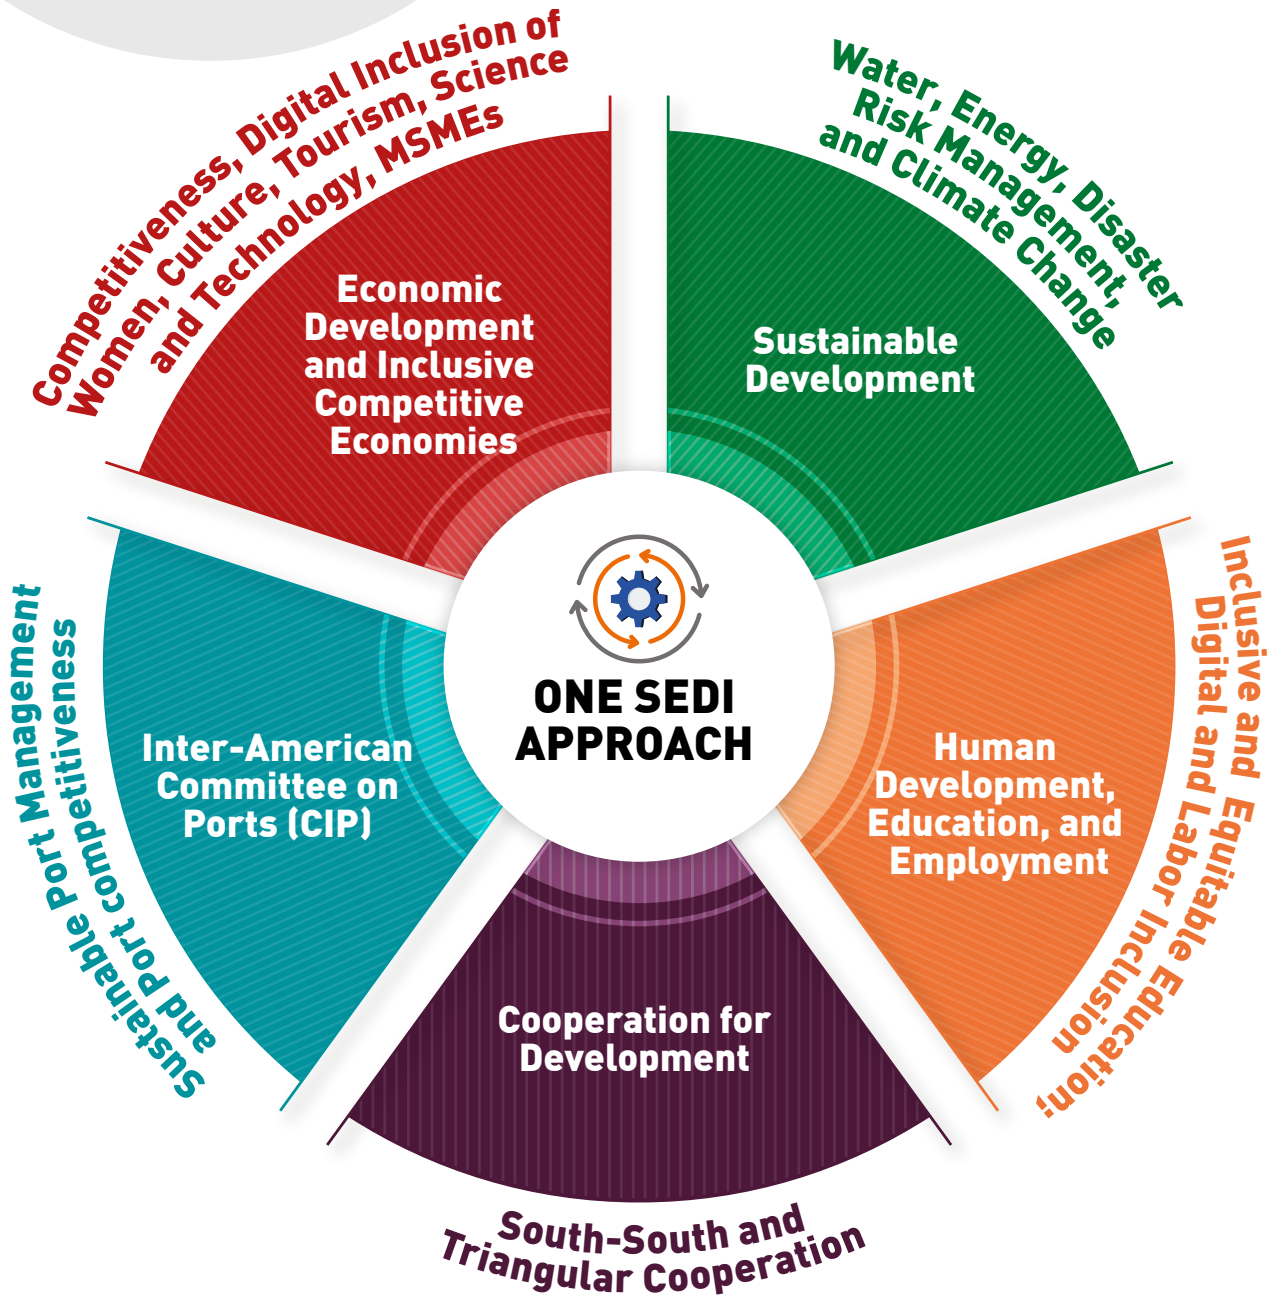 Competitiveness, Digital Inclusion of
Women, Culture, Tourism, Science
and Technology, MSMEs
Economic
Development
and Inclusive
Competitive
Economies
Water, Energy, Disaster
Risk Management,
and Climate Change
Sustainable
Development
Inclusive and Equitable Education;
Digital and Labor Inclusion
Human
Development,
Education, and
Employment
South-South and
Triangular Cooperation
Cooperation for
Development
Sustainable Port Management
and Port competitiveness
Inter-American
Committee on
Ports (CIP)
ONE SEDI
APPROACH